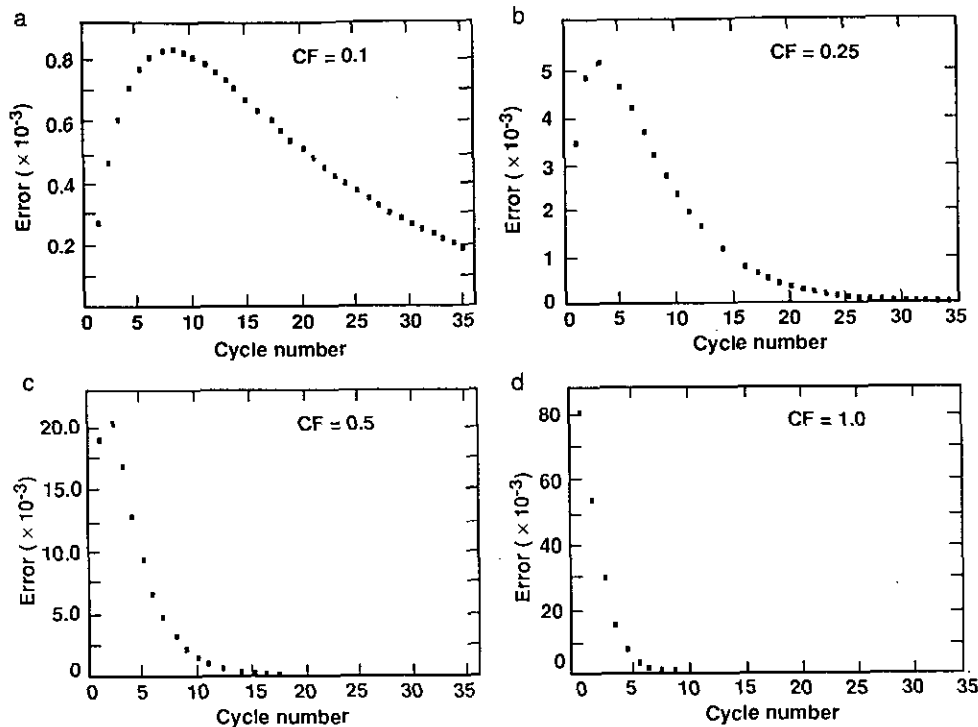 a
CF = 0.1
Error (× 10⁻³)
0.8
0.6
0.4
0.2
0 5 10 15 20 25 30 35
Cycle number
b
CF = 0.25
Error (× 10⁻³)
5
4
3
2
1
0
0 5 10 15 20 25 30 35
Cycle number
c
CF = 0.5
Error (× 10⁻³)
20.0
15.0
10.0
5.0
0
0 5 10 15 20 25 30 35
Cycle number
d
CF = 1.0
Error (× 10⁻³)
80
60
40
20
0
0 5 10 15 20 25 30 35
Cycle number